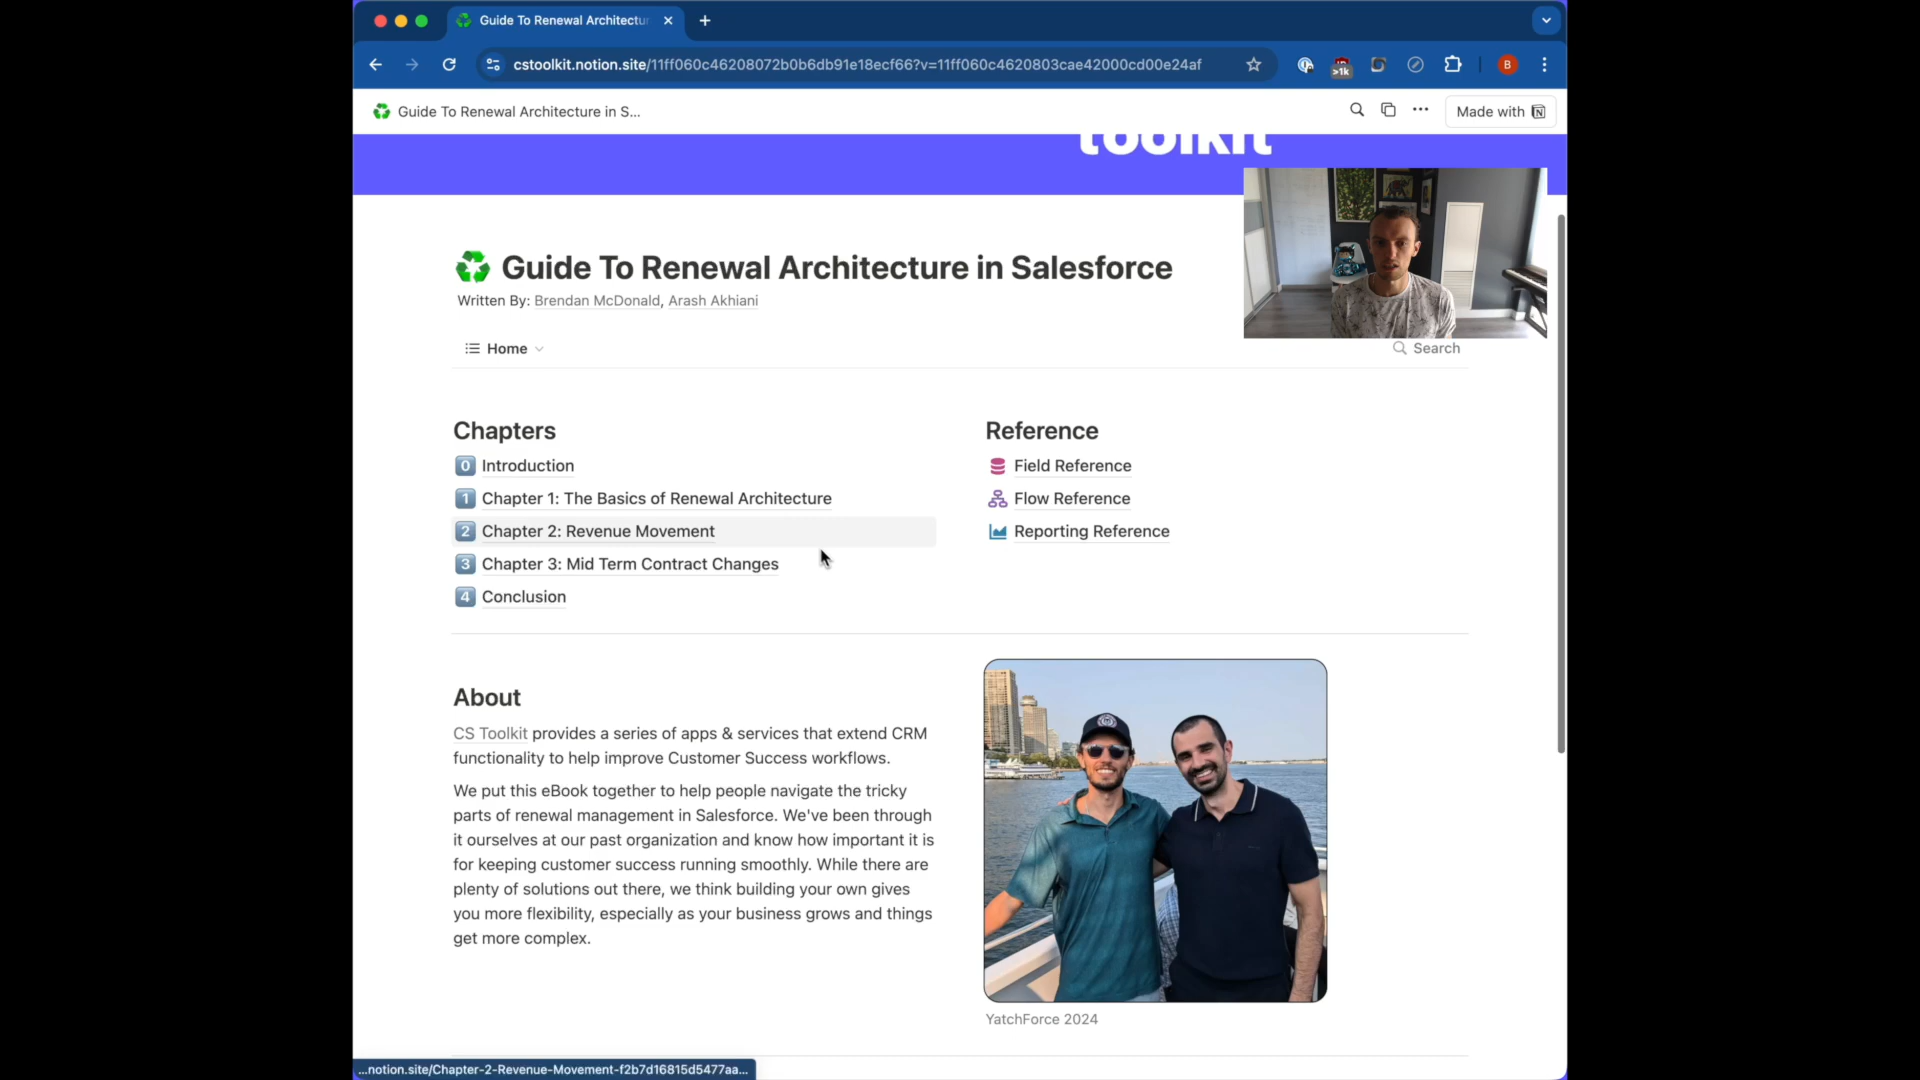 Guide To Renewal Architectu
cstoolkit.notion.site/11ff060c46208072b0b6db91e18ecf66?v=11ff060c4620803cae42000cd00e24af
>1k
B
Guide To Renewal Architecture in S...
Made with
toolkit
Guide To Renewal Architecture in Salesforce
Written By: Brendan McDonald, Arash Akhiani
Home
Search
Chapters
0 Introduction
1 Chapter 1: The Basics of Renewal Architecture
2 Chapter 2: Revenue Movement
3 Chapter 3: Mid Term Contract Changes
4 Conclusion
Reference
Field Reference
Flow Reference
Reporting Reference
About
CS Toolkit provides a series of apps & services that extend CRM
functionality to help improve Customer Success workflows.
We put this eBook together to help people navigate the tricky
parts of renewal management in Salesforce. We've been through
it ourselves at our past organization and know how important it is
for keeping customer success running smoothly. While there are
plenty of solutions out there, we think building your own gives
you more flexibility, especially as your business grows and things
get more complex.
YatchForce 2024
...notion.site/Chapter-2-Revenue-Movement-f2b7d16815d5477aa...